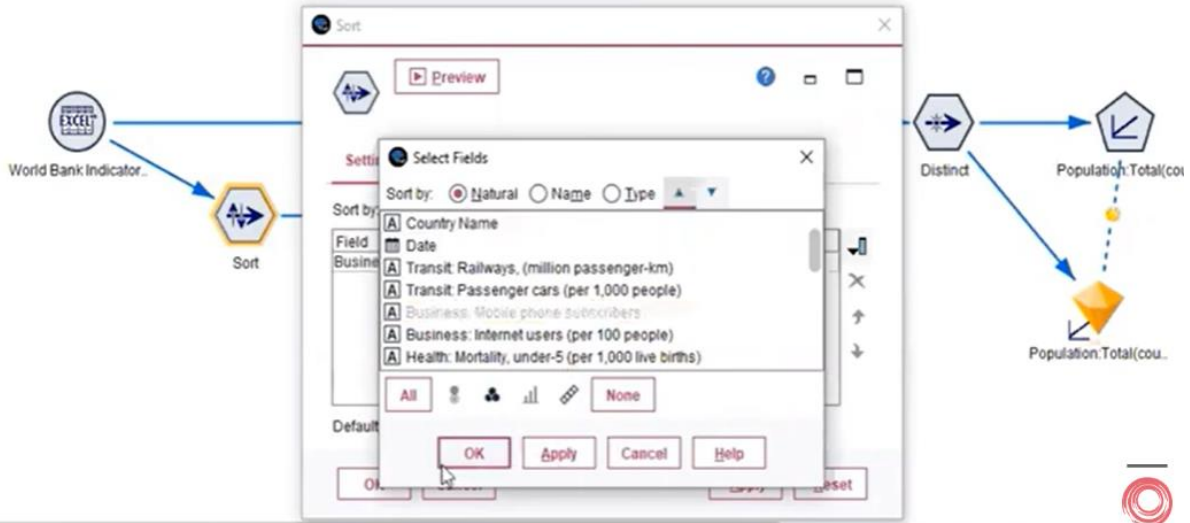 Sort
Preview
EXCEL
World Bank Indicator..
Sort
Distinct
Population:Total(cou
Population:Total(cou..
Settin
Sort by:
Field
Busine
Default
Select Fields
Sort by: Natural Name Type
Country Name
Date
Transit: Railways, (million passenger-km)
Transit: Passenger cars (per 1,000 people)
Business: Mobile phone subscribers
Business: Internet users (per 100 people)
Health: Mortality, under-5 (per 1,000 live births)
All None
OK Apply Cancel Help